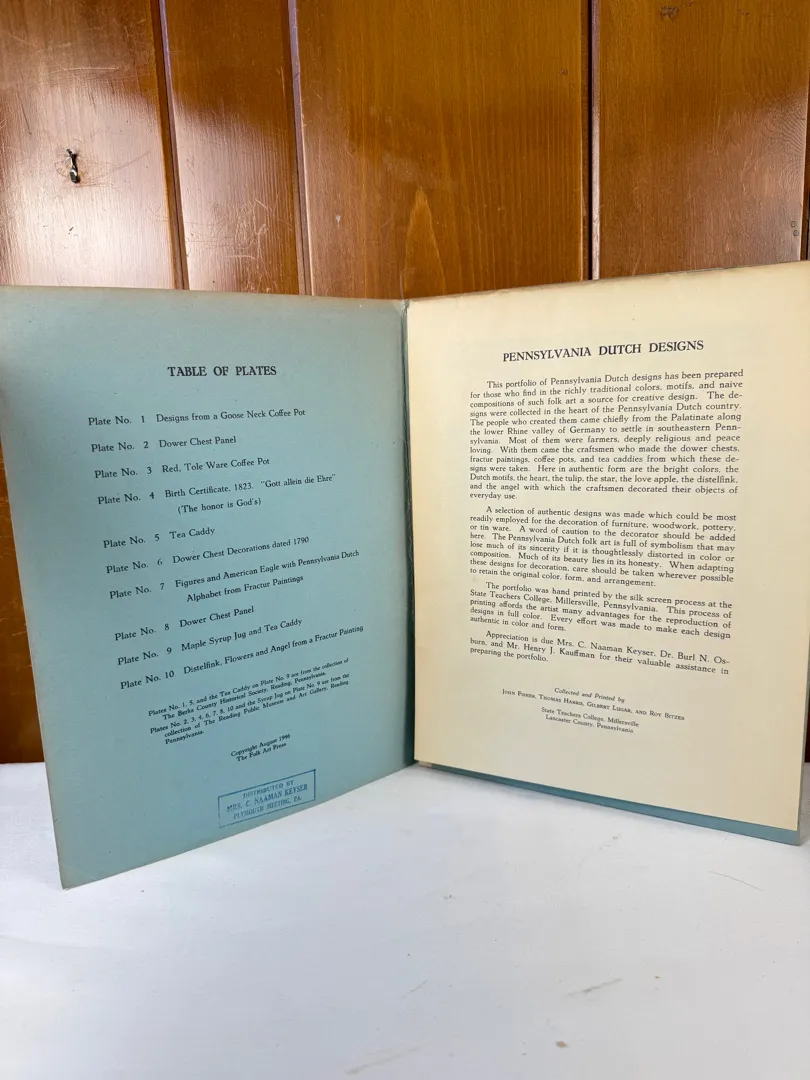 TABLE OF PLATES
Plate No. 1 Designs from a Goose Neck Coffee Pot
Plate No. 2 Dower Chest Panel
Plate No. 3 Red, Tole Ware Coffee Pot
Plate No. 4 Birth Certificate, 1823. "Gott allein die Ehre"
(The honor is God's)
Plate No. 5 Tea Caddy
Plate No. 6 Dower Chest Decorations dated 1790
Plate No. 7 Figures and American Eagle with Pennsylvania Dutch
Alphabet from Fractur Paintings
Plate No. 8 Dower Chest Panel
Plate No. 9 Maple Syrup Jug and Tea Caddy
Plate No. 10 Distelfink, Flowers and Angel from a Fractur Painting
Plates No. 1, 5, and the Tea Caddy on Plate No. 9 are from the collection of
The Berks County Historical Society, Reading, Pennsylvania.
Plates No. 2, 3, 4, 6, 7, 8, 10 and the Syrup Jug on Plate No. 9 are from the
collection of The Reading Public Museum and Art Gallery, Reading
Pennsylvania.
Copyright August 1946
The Folk Art Press
DISTRIBUTED BY
MRS. C. NAAMAN KEYSER
PLYMOUTH MEETING, PA.
PENNSYLVANIA DUTCH DESIGNS
This portfolio of Pennsylvania Dutch designs has been prepared
for those who find in the richly traditional colors, motifs, and naive
compositions of such folk art a source for creative design. The de-
signs were collected in the heart of the Pennsylvania Dutch country.
The people who created them came chiefly from the Palatinate along
the lower Rhine valley of Germany to settle in southeastern Penn-
sylvania. Most of them were farmers, deeply religious and peace
loving. With them came the craftsmen who made the dower chests,
fractur paintings, coffee pots, and tea caddies from which these de-
signs were taken. Here in authentic form are the bright colors, the
Dutch motifs, the heart, the tulip, the star, the love apple, the distelfink,
and the angel with which the craftsmen decorated their objects of
everyday use.
A selection of authentic designs was made which could be most
readily employed for the decoration of furniture, woodwork, pottery,
or tin ware. A word of caution to the decorator should be added
here. The Pennsylvania Dutch folk art is full of symbolism that may
lose much of its sincerity if it is thoughtlessly distorted in color or
composition. Much of its beauty lies in its honesty. When adapting
these designs for decoration, care should be taken wherever possible
to retain the original color, form, and arrangement.
The portfolio was hand printed by the silk screen process at the
State Teachers College, Millersville, Pennsylvania. This process of
printing affords the artist many advantages for the reproduction of
designs in full color. Every effort was made to make each design
authentic in color and form.
Appreciation is due Mrs. C. Naaman Keyser, Dr. Burl N. Os-
burn, and Mr. Henry J. Kauffman for their valuable assistance in
preparing the portfolio.
Collected and Printed by
John Fisher, Thomas Harris, Gilbert Lugar, and Roy Bitzer
State Teachers College, Millersville
Lancaster County, Pennsylvania